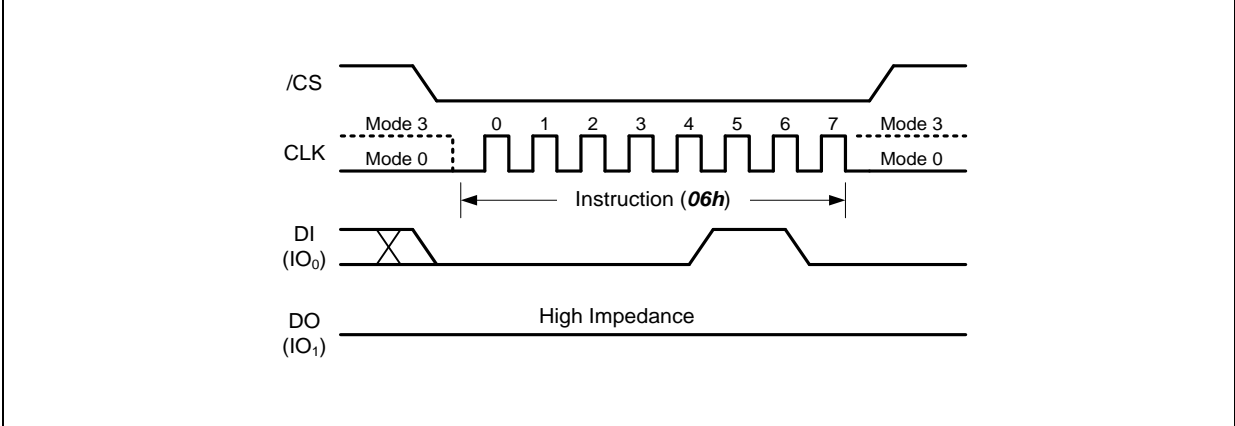 /CS
Mode 3 0 1 2 3 4 5 6 7 Mode 3
CLK
Mode 0 Mode 0
Instruction (06h)
DI
(IO₀)
High Impedance
DO
(IO₁)